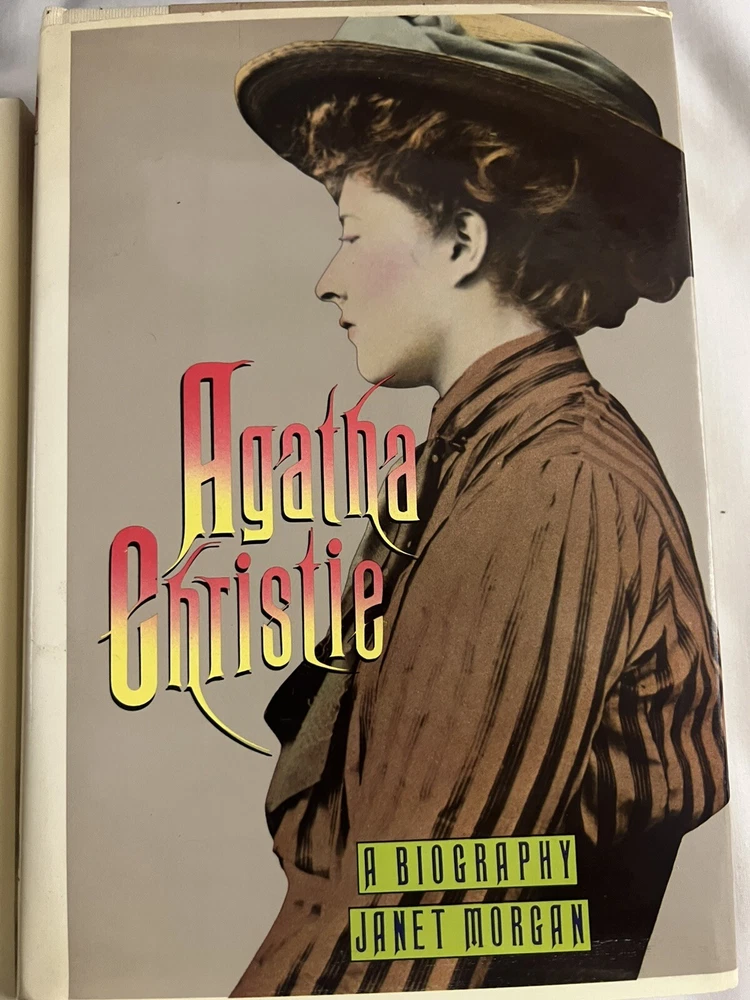 Agatha
Christie
A BIOGRAPHY
JANET MORGAN